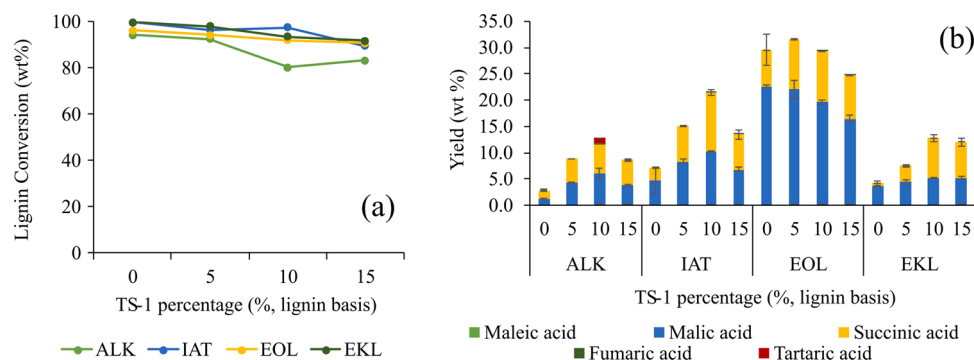 100
80
60
40
20
0
Lignin Conversion (wt%)
(a)
0 5 10 15
TS-1 percentage (%, lignin basis)
ALK IAT EOL EKL
(b)
35.0
30.0
25.0
20.0
15.0
10.0
5.0
0.0
Yield (wt %)
0 5 10 15 0 5 10 15 0 5 10 15 0 5 10 15
ALK IAT EOL EKL
TS-1 percentage (%, lignin basis)
Maleic acid Malic acid Succinic acid
Fumaric acid Tartaric acid